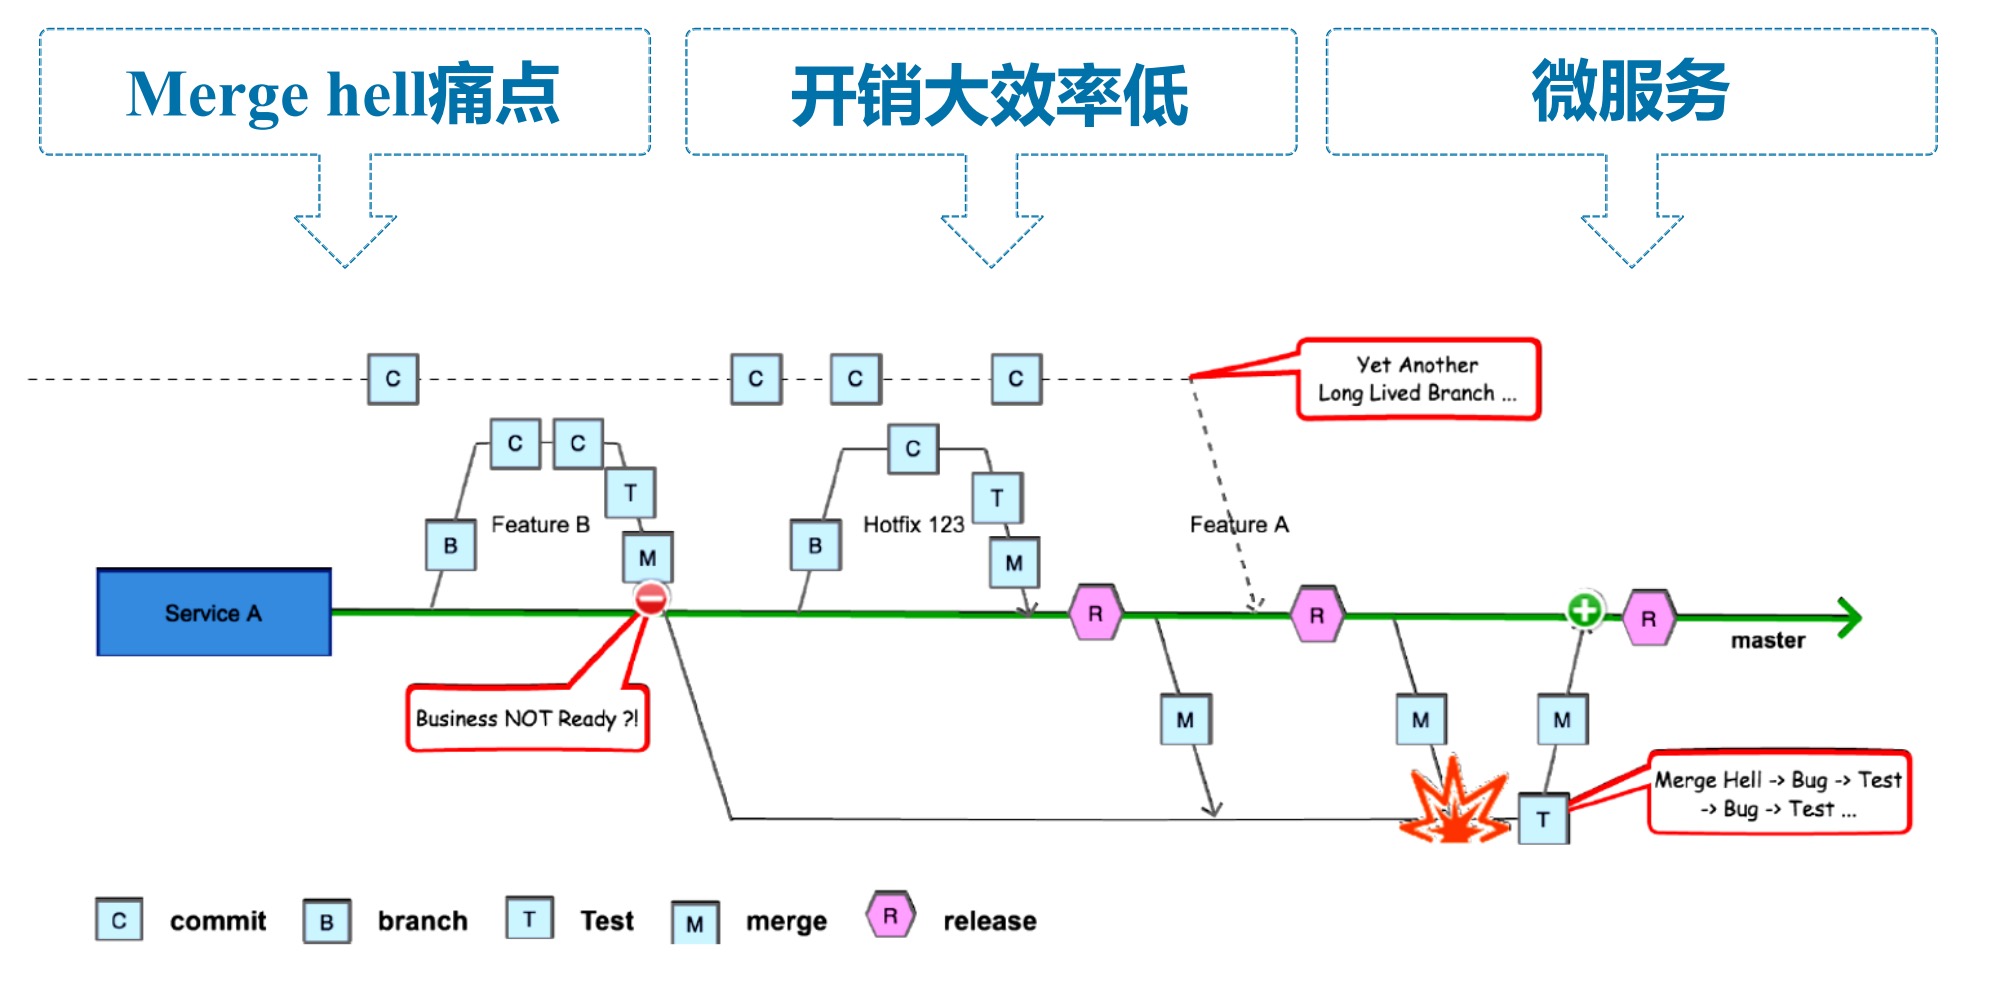 Merge hell痛点
开销大效率低
微服务
C
C
C
C
Yet Another
Long Lived Branch ...
C
C
C
T
T
Feature B
Hotfix 123
Feature A
B
M
B
M
Service A
R
R
R
master
Business NOT Ready ?!
M
M
M
Merge Hell -> Bug -> Test
-> Bug -> Test ...
T
C commit
B branch
T Test
M merge
R release